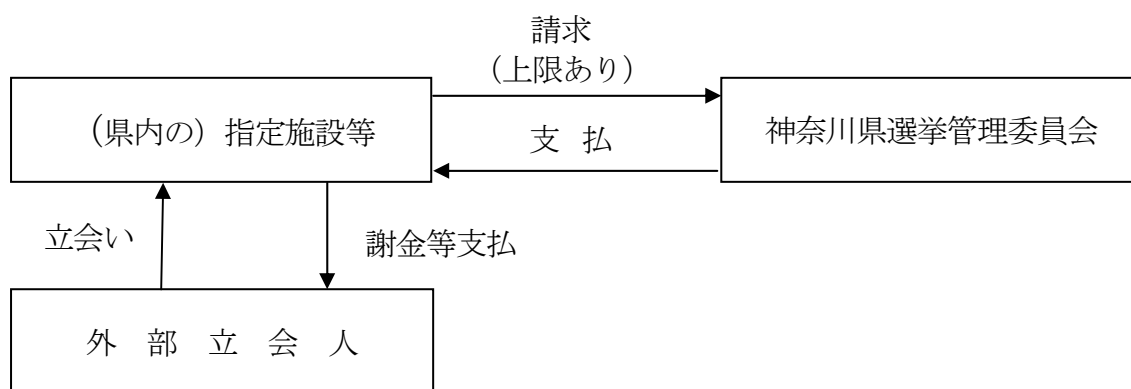 請求
（上限あり）
（県内の）指定施設等
神奈川県選挙管理委員会
支 払
立会い
謝金等支払
外 部 立 会 人